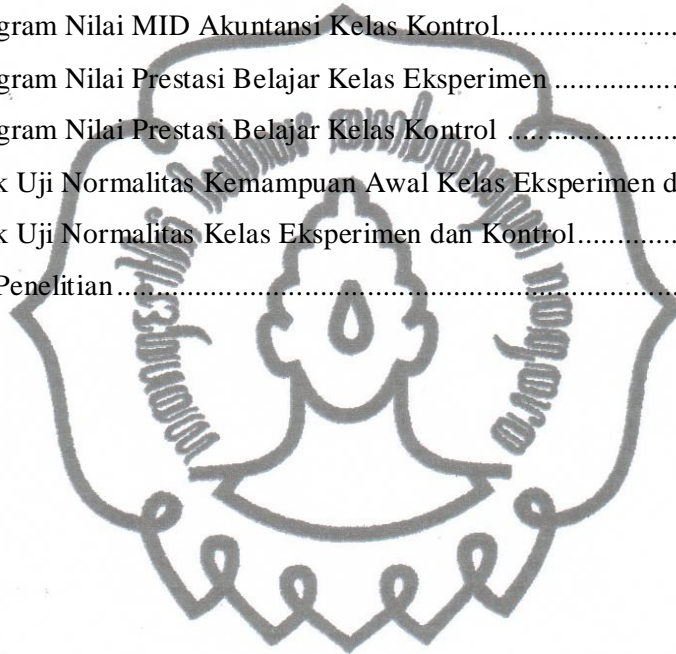 gram Nilai MID Akuntansi Kelas Kontrol.....................
gram Nilai Prestasi Belajar Kelas Eksperimen ..................
gram Nilai Prestasi Belajar Kelas Kontrol .........................
k Uji Normalitas Kemampuan Awal Kelas Eksperimen d
k Uji Normalitas Kelas Eksperimen dan Kontrol...............
Penelitian......................................................................................